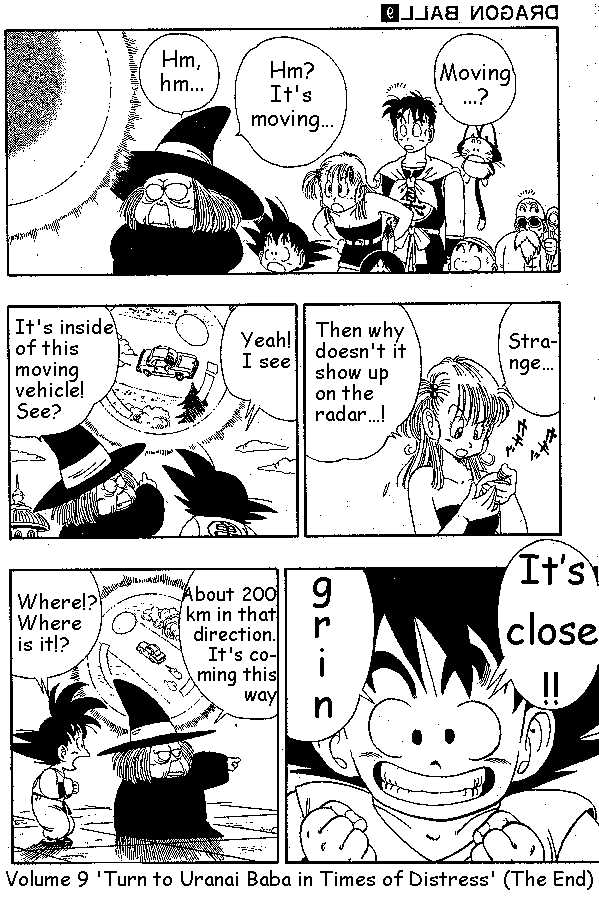 DRAGON BALL 9
Hm,
hm...
Hm?
It's
moving...
Moving
...?
It's inside
of this
moving
vehicle!
See?
Yeah!
I see
Then why
doesn't it
show up
on the
radar...!
Stra-
nge...
Where!?
Where
is it!?
About 200
km in that
direction.
It's co-
ming this
way
g
r
i
n
It's
close
!!
Volume 9 'Turn to Uranai Baba in Times of Distress' (The End)